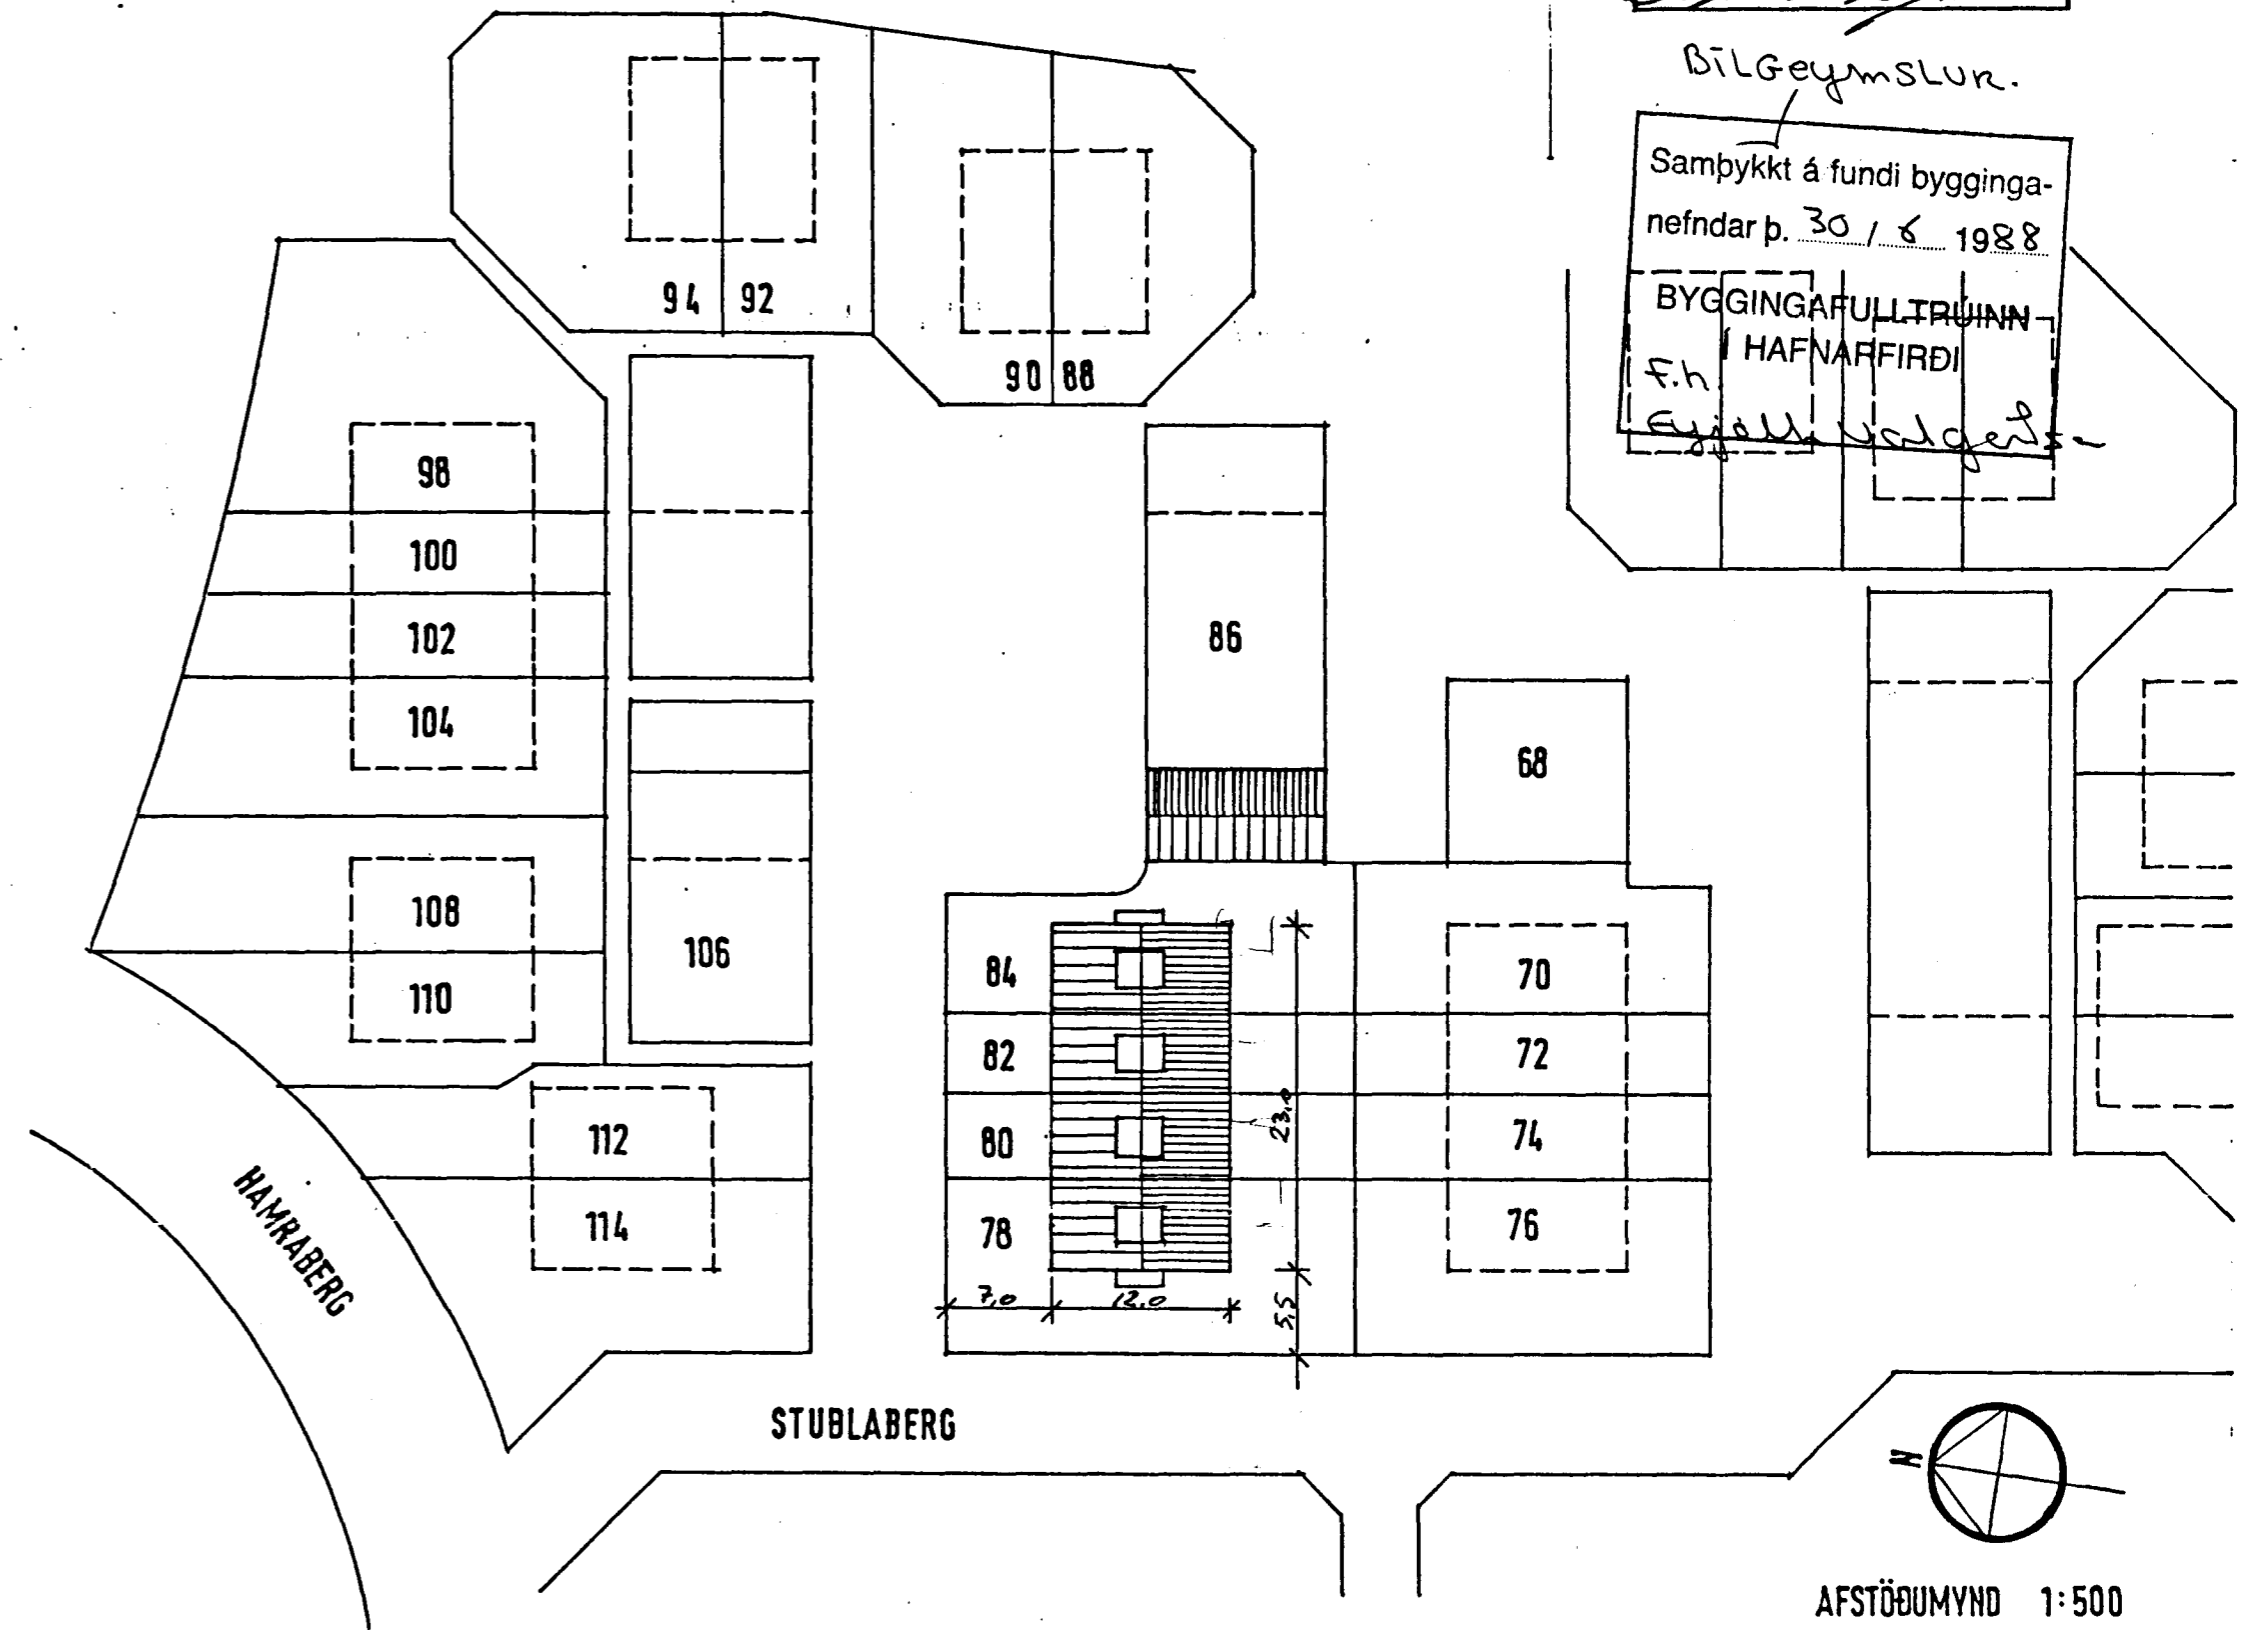 BÍLGEYMSLUR.
Samþykkt á fundi bygginga-
nefndar þ. 30 / 6 1988
BYGGINGAFULLTRÚINN
Í HAFNARFIRÐI
F.h
94 92
90 88
98
100
102
104
86
68
108
110
106
84
82
80
78
70
72
74
76
23,0
7,0 12,0
5,5
112
114
HAMRABERG
STUÐLABERG
N
AFSTÖÐUMYND 1:500